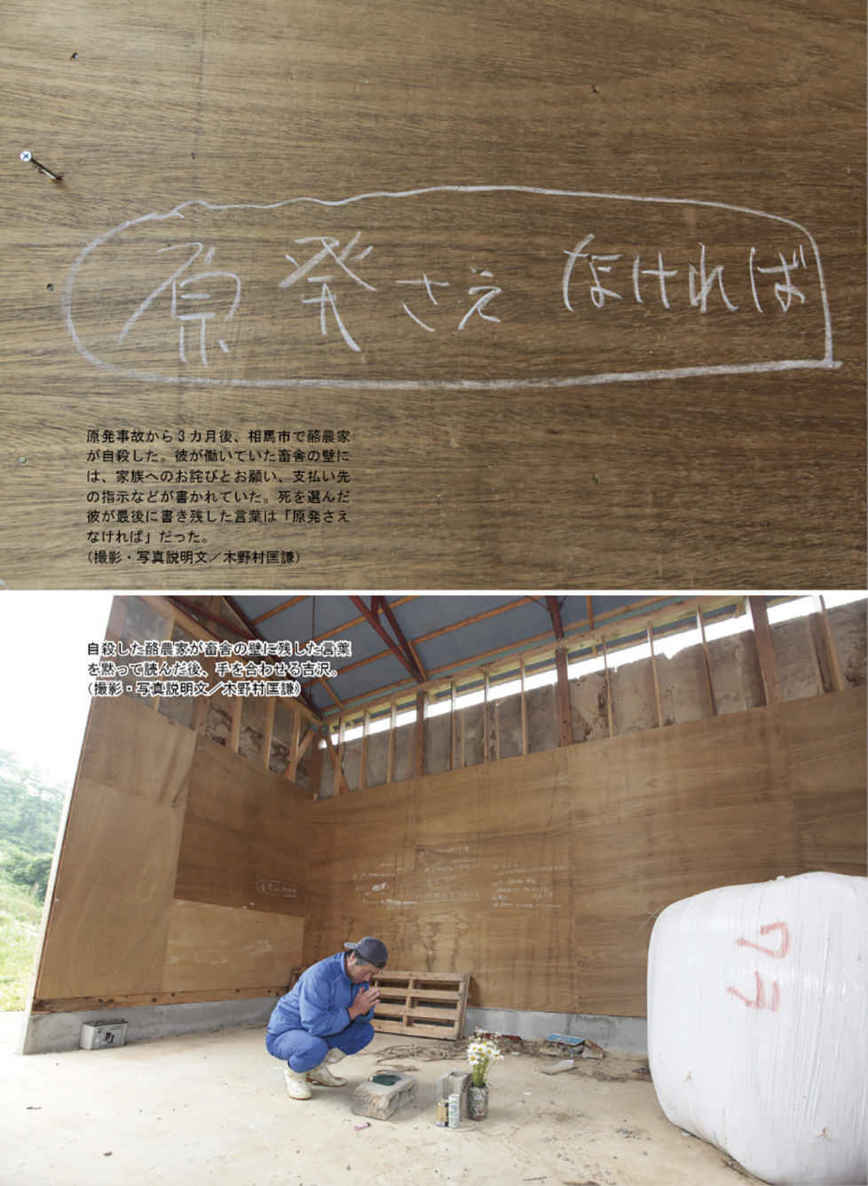 原発さえなければ
原発事故から3カ月後、相馬市で酪農家
が自殺した。彼が働いていた畜舎の壁に
は、家族へのお詫びとお願い、支払い先
の指示などが書かれていた。死を選んだ
彼が最後に書き残した言葉は「原発さえ
なければ」だった。
（撮影・写真説明文／木野村匡謙）
自殺した酪農家が畜舎の壁に残した言葉
を黙って読んだ後、手を合わせる吉沢。
（撮影・写真説明文／木野村匡謙）